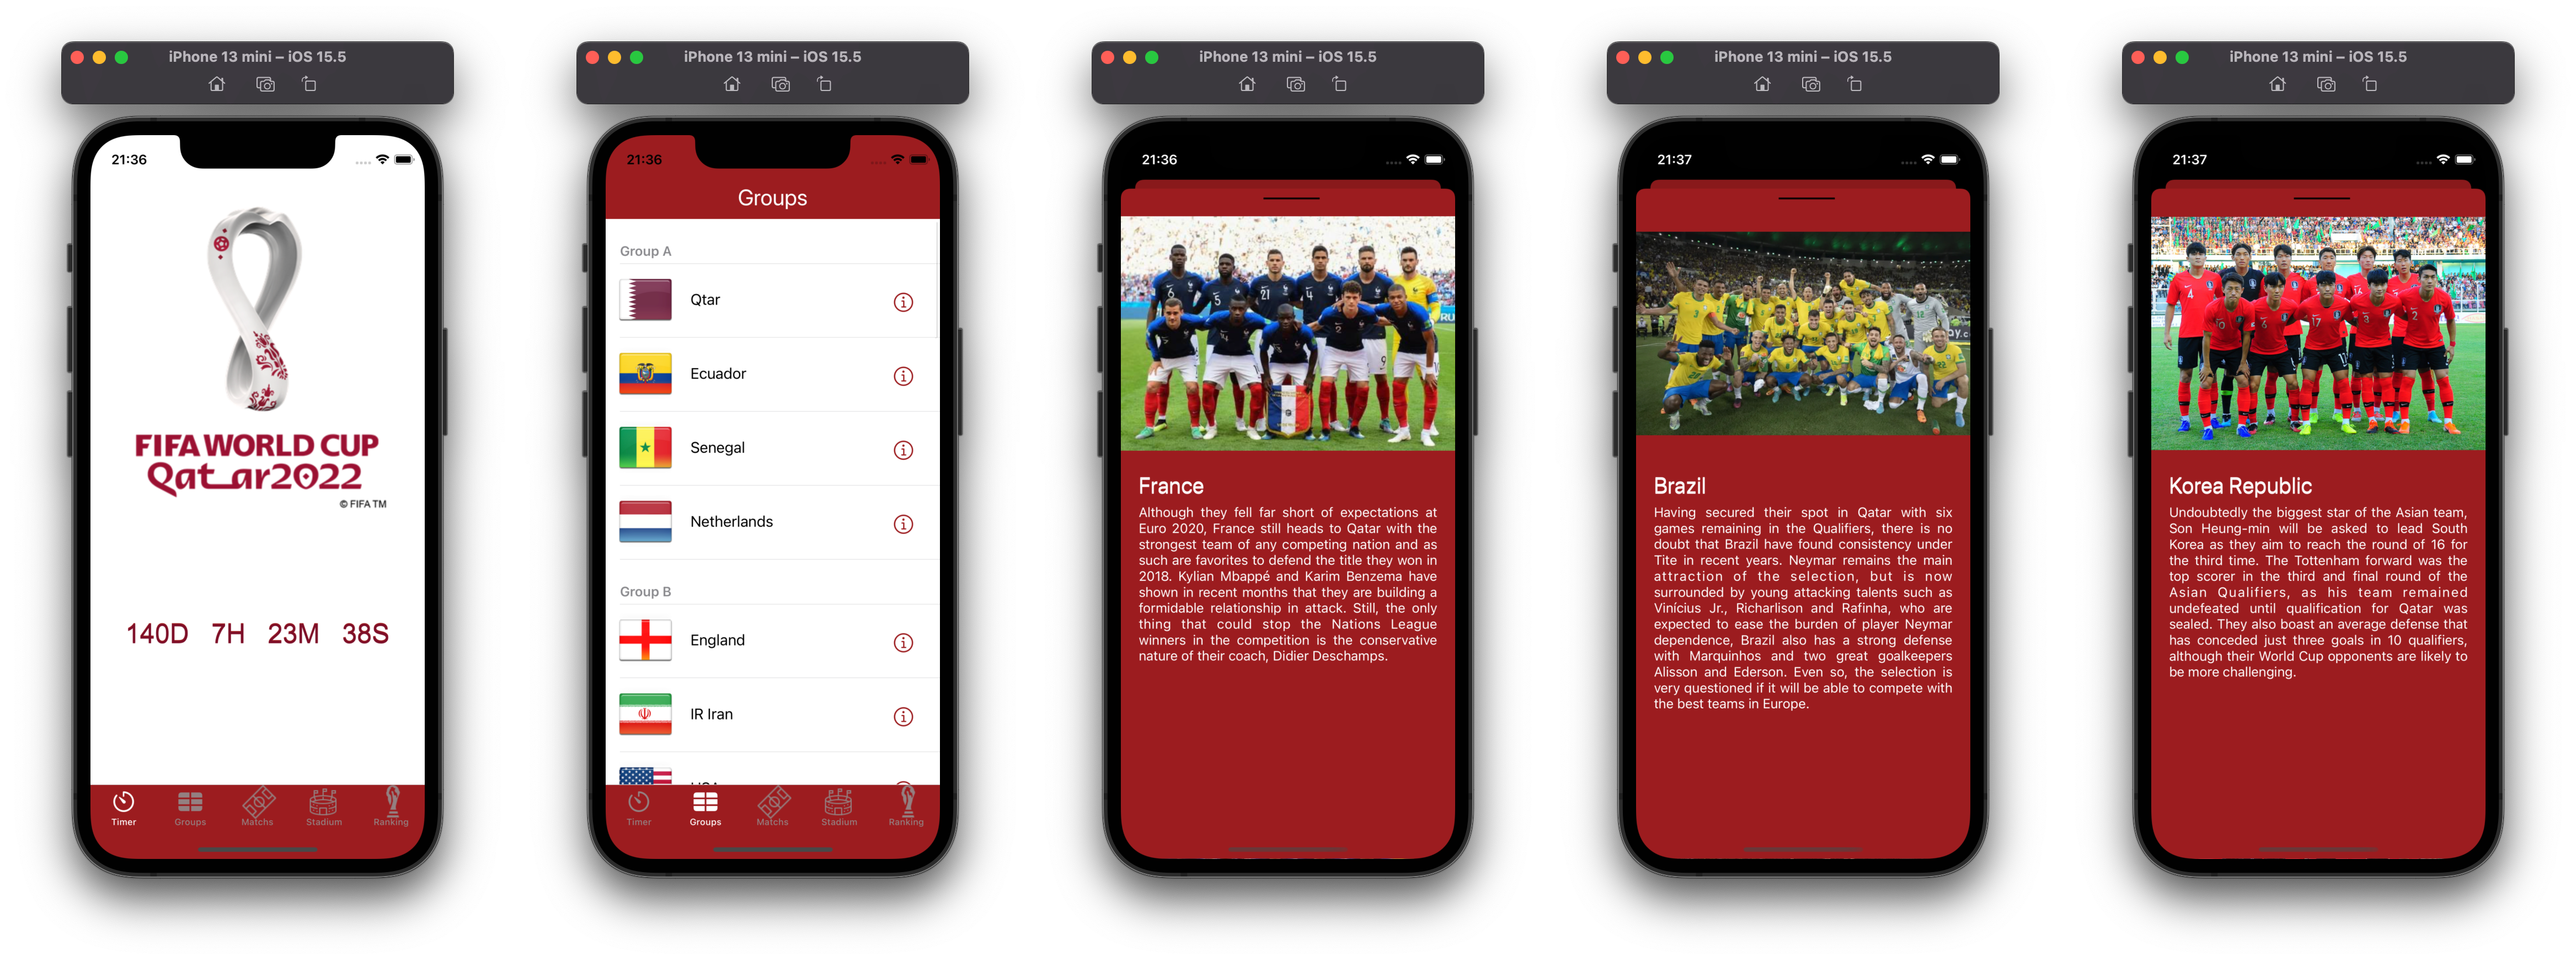 iPhone 13 mini – iOS 15.5
21:36
FIFA WORLD CUP
Qatar2022
© FIFA TM
140D 7H 23M 38S
Timer Groups Matchs Stadium Ranking
iPhone 13 mini – iOS 15.5
21:36
Groups
Group A
Qtar
Ecuador
Senegal
Netherlands
Group B
England
IR Iran
Timer Groups Matchs Stadium Ranking
iPhone 13 mini – iOS 15.5
21:36
France
Although they fell far short of expectations at
Euro 2020, France still heads to Qatar with the
strongest team of any competing nation and as
such are favorites to defend the title they won in
2018. Kylian Mbappé and Karim Benzema have
shown in recent months that they are building a
formidable relationship in attack. Still, the only
thing that could stop the Nations League
winners in the competition is the conservative
nature of their coach, Didier Deschamps.
iPhone 13 mini – iOS 15.5
21:37
Brazil
Having secured their spot in Qatar with six
games remaining in the Qualifiers, there is no
doubt that Brazil have found consistency under
Tite in recent years. Neymar remains the main
attraction of the selection, but is now
surrounded by young attacking talents such as
Vinícius Jr., Richarlison and Rafinha, who are
expected to ease the burden of player Neymar
dependence, Brazil also has a strong defense
with Marquinhos and two great goalkeepers
Alisson and Ederson. Even so, the selection is
very questioned if it will be able to compete with
the best teams in Europe.
iPhone 13 mini – iOS 15.5
21:37
Korea Republic
Undoubtedly the biggest star of the Asian team,
Son Heung-min will be asked to lead South
Korea as they aim to reach the round of 16 for
the third time. The Tottenham forward was the
top scorer in the third and final round of the
Asian Qualifiers, as his team remained
undefeated until qualification for Qatar was
sealed. They also boast an average defense that
has conceded just three goals in 10 qualifiers,
although their World Cup opponents are likely to
be more challenging.